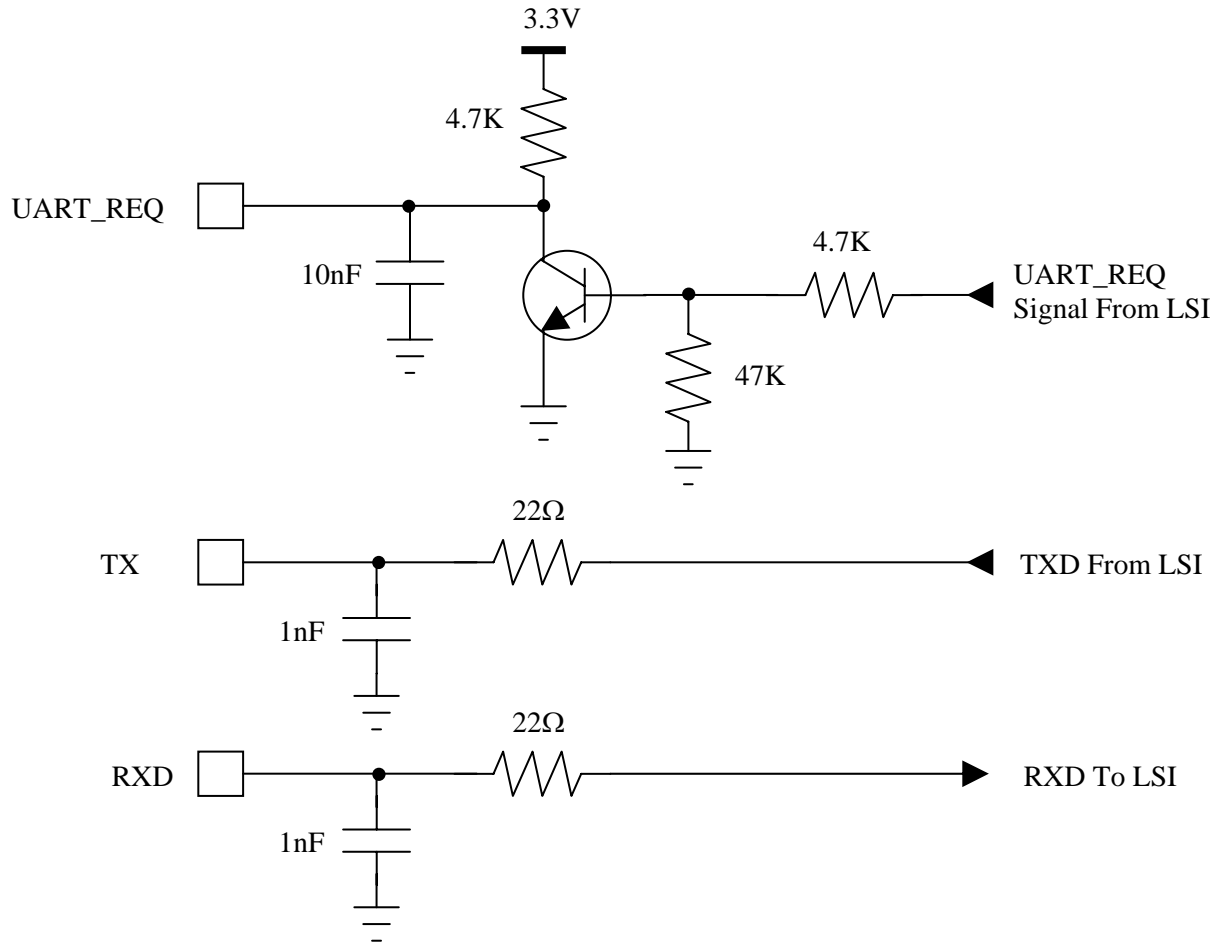 3.3V
4.7K
UART_REQ
10nF
4.7K
UART_REQ
Signal From LSI
47K
22Ω
TX
TXD From LSI
1nF
22Ω
RXD
RXD To LSI
1nF